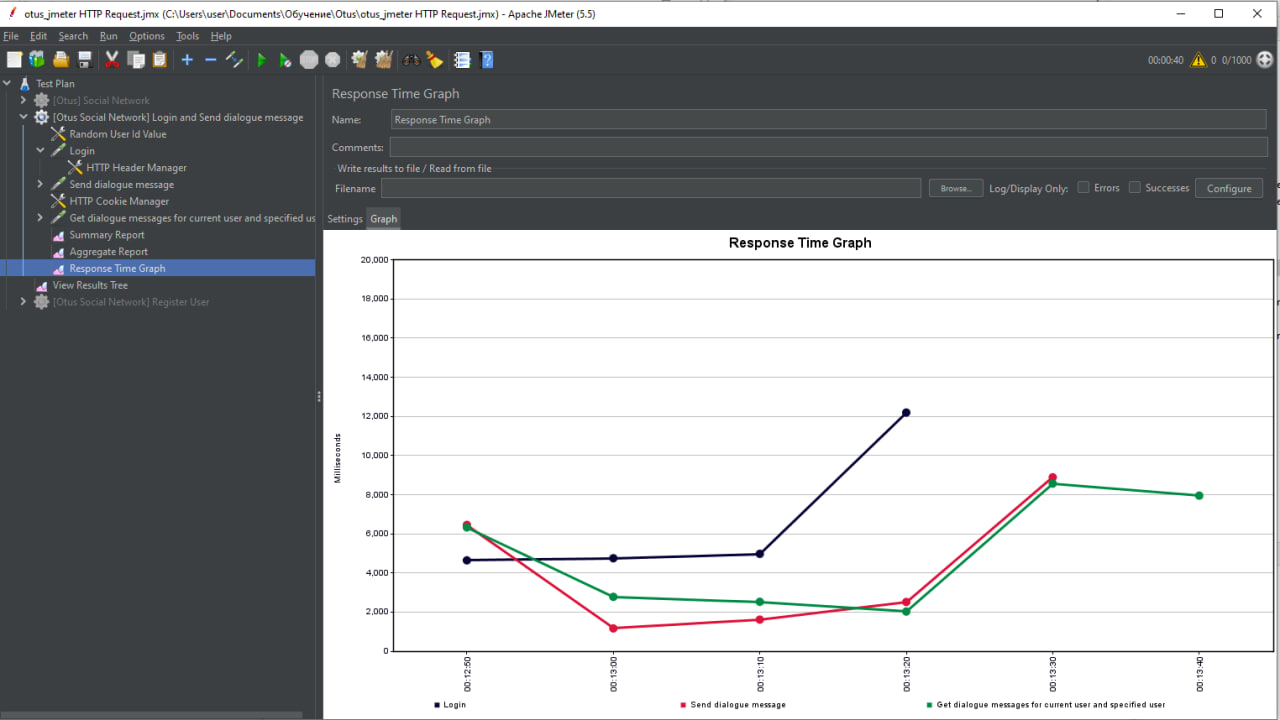 otus_jmeter HTTP Request.jmx (C:\Users\user\Documents\Обучение\Otus\otus_jmeter HTTP Request.jmx) - Apache JMeter (5.5)
File Edit Search Run Options Tools Help
00:00:40 0 0/1000
Test Plan
[Otus] Social Network
[Otus Social Network] Login and Send dialogue message
Random User Id Value
Login
HTTP Header Manager
Send dialogue message
HTTP Cookie Manager
Get dialogue messages for current user and specified us
Summary Report
Aggregate Report
Response Time Graph
View Results Tree
[Otus Social Network] Register User
Response Time Graph
Name: Response Time Graph
Comments:
Write results to file / Read from file
Filename Browse... Log/Display Only: Errors Successes Configure
Settings Graph
Response Time Graph
20,000
18,000
16,000
14,000
12,000
10,000
8,000
6,000
4,000
2,000
0
Milliseconds
00:12:50 00:13:00 00:13:10 00:13:20 00:13:30 00:13:40
Login Send dialogue message Get dialogue messages for current user and specified user